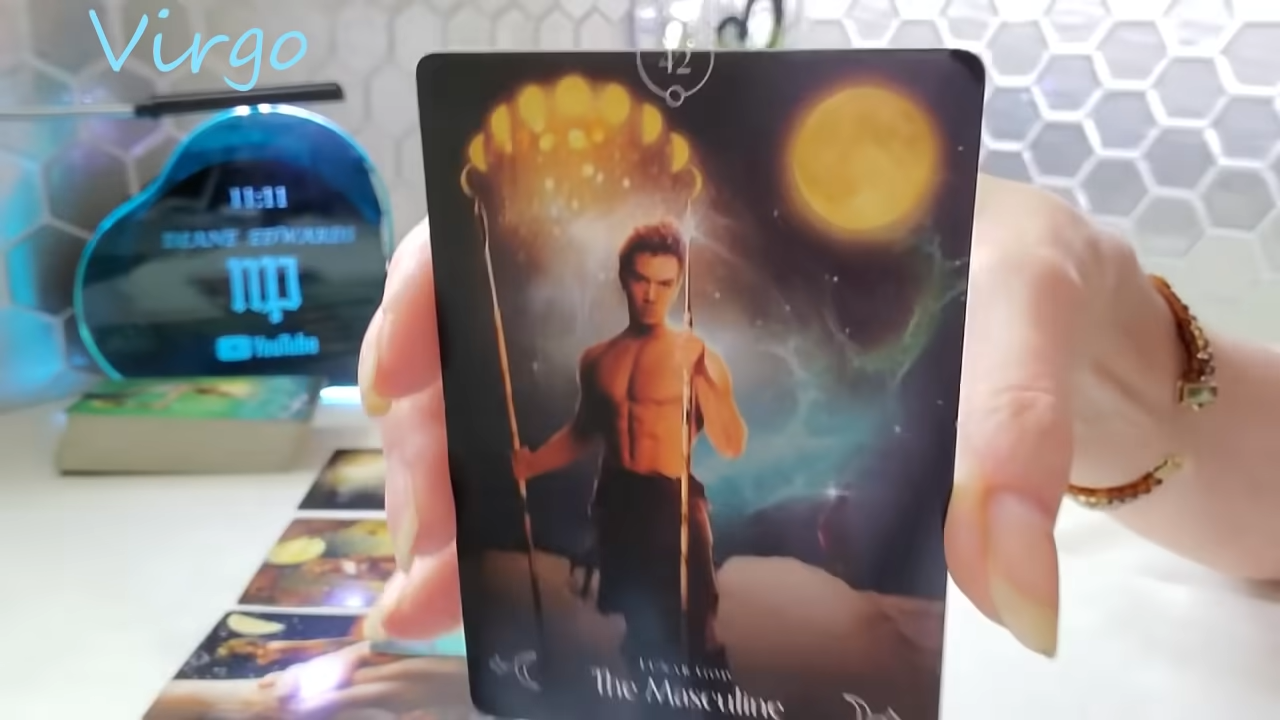 Virgo
42
11:11
DIANE EDWARDS
YouTube
The Masculine